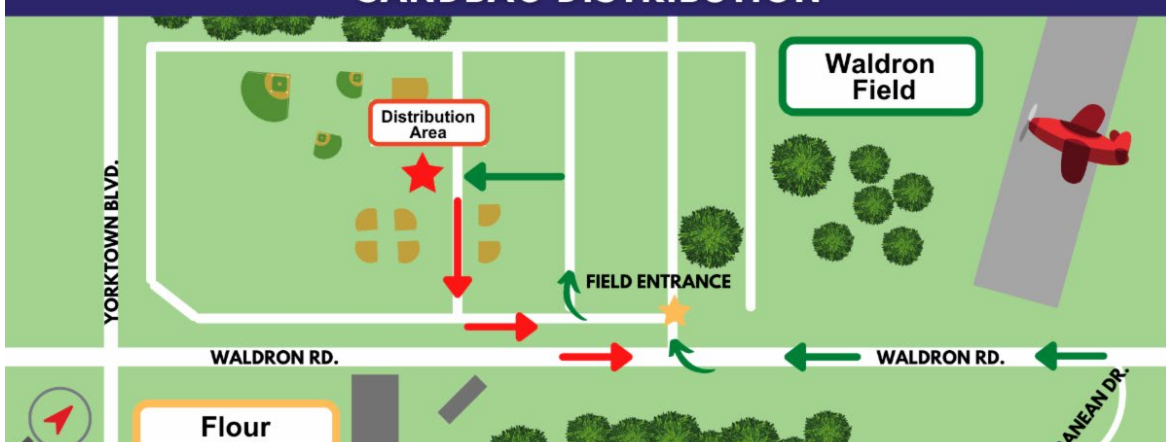 Waldron
Field
Distribution
Area
YORKTOWN BLVD.
FIELD ENTRANCE
WALDRON RD.
WALDRON RD.
Flour